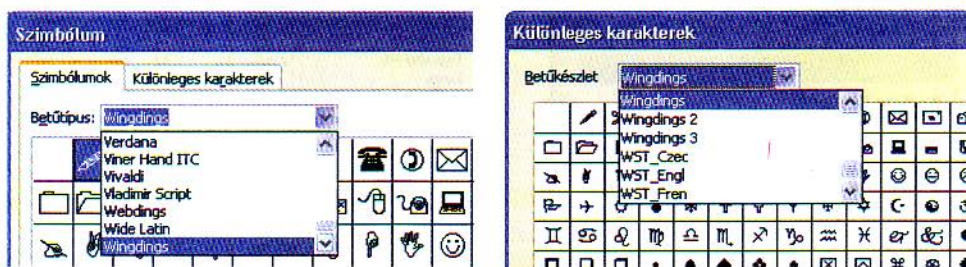 Szimbólum
Szimbólumok Különleges karakterek
Betűtípus: Wingdings
Verdana
Viner Hand ITC
Vivaldi
Vladimir Script
Webdings
Wide Latin
Wingdings
Különleges karakterek
Betűkészlet Wingdings
Wingdings
Wingdings 2
Wingdings 3
WST_Czec
WST_Engl
WST_Fren